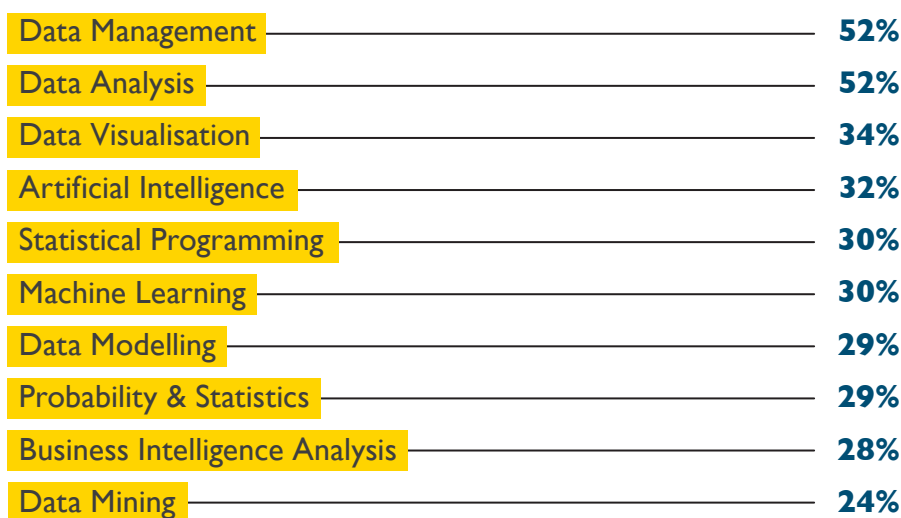 Data Management 52%
Data Analysis 52%
Data Visualisation 34%
Artificial Intelligence 32%
Statistical Programming 30%
Machine Learning 30%
Data Modelling 29%
Probability & Statistics 29%
Business Intelligence Analysis 28%
Data Mining 24%